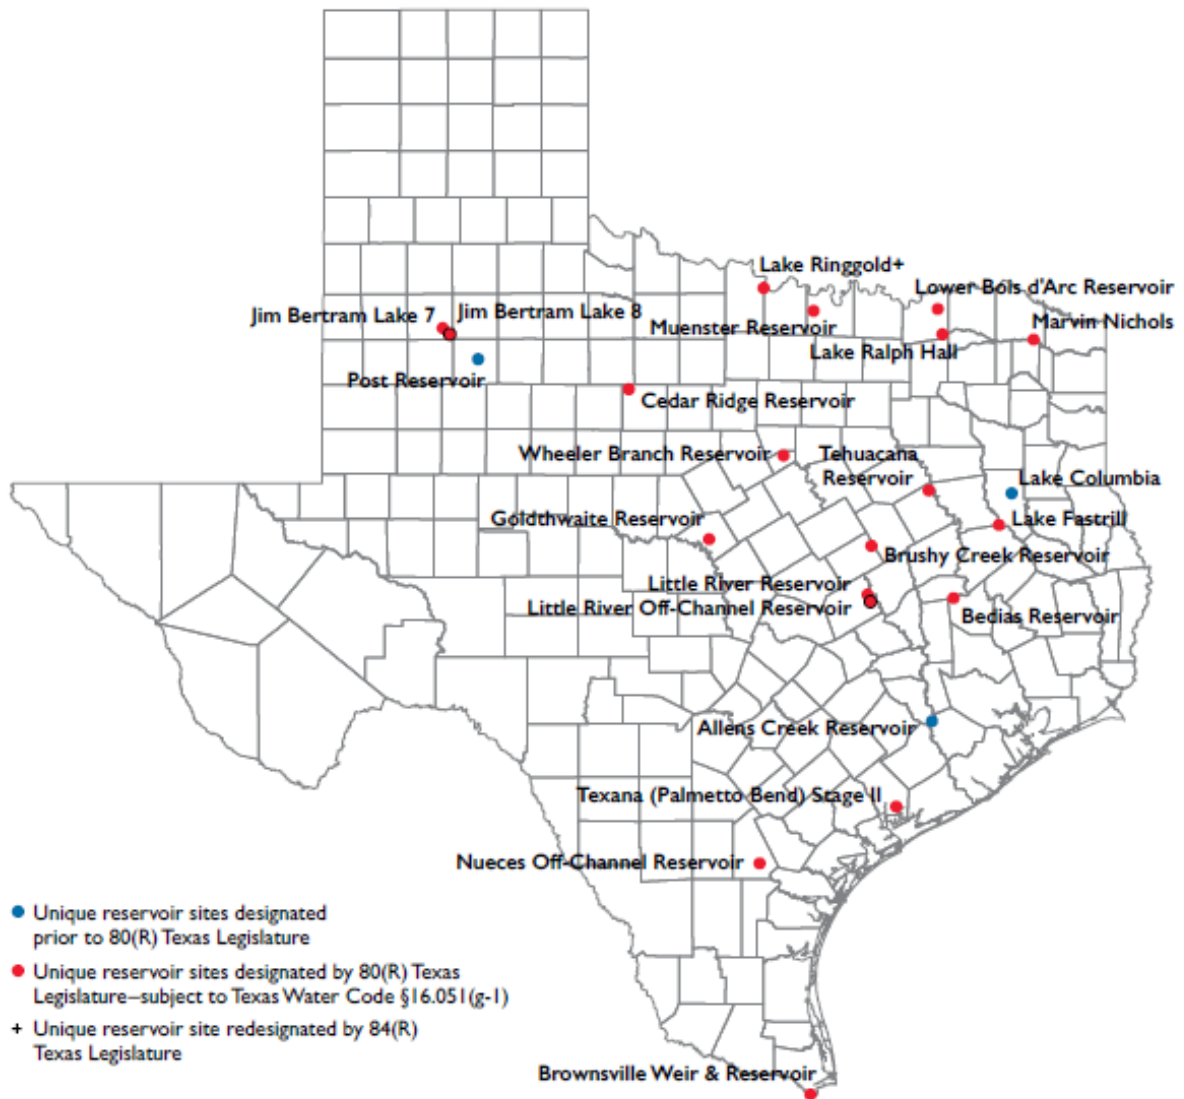 Lake Ringgold+
Lower Bois d'Arc Reservoir
Jim Bertram Lake 7
Jim Bertram Lake 8
Muenster Reservoir
Marvin Nichols
Lake Ralph Hall
Post Reservoir
Cedar Ridge Reservoir
Wheeler Branch Reservoir
Tehuacana
Reservoir
Lake Columbia
Goldthwaite Reservoir
Lake Fastrill
Brushy Creek Reservoir
Little River Reservoir
Little River Off-Channel Reservoir
Bedias Reservoir
Allens Creek Reservoir
Texana (Palmetto Bend) Stage II
Nueces Off-Channel Reservoir
Unique reservoir sites designated
prior to 80(R) Texas Legislature
Unique reservoir sites designated by 80(R) Texas
Legislature–subject to Texas Water Code §16.051(g-1)
+ Unique reservoir site redesignated by 84(R)
Texas Legislature
Brownsville Weir & Reservoir